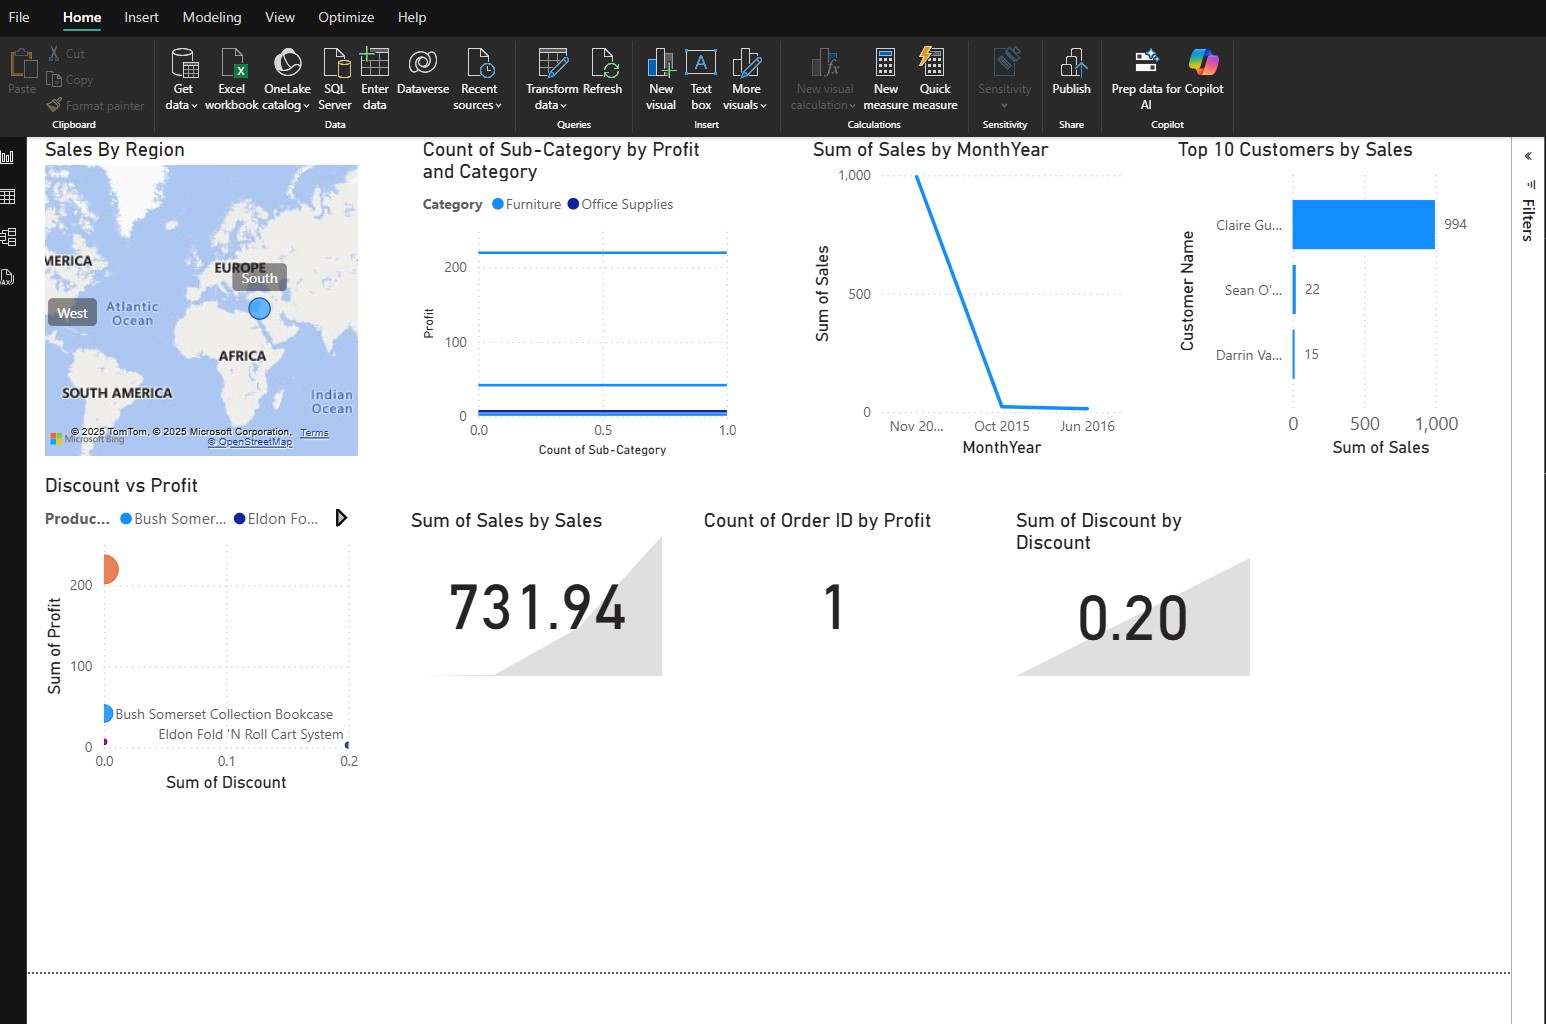 File Home Insert Modeling View Optimize Help
Paste
Cut
Copy
Format painter
Clipboard
Get data
Excel workbook
OneLake catalog
SQL Server
Enter data
Dataverse
Recent sources
Data
Transform data
Refresh
Queries
New visual
Text box
More visuals
Insert
New visual calculation
New measure
Quick measure
Calculations
Sensitivity
Sensitivity
Publish
Share
Prep data for AI
Copilot
Copilot
Filters
Sales By Region
MERICA
EUROPE
South
West
Atlantic Ocean
AFRICA
SOUTH AMERICA
Indian Ocean
© 2025 TomTom, © 2025 Microsoft Corporation, Terms
Microsoft Bing
© OpenStreetMap
Count of Sub-Category by Profit
and Category
Category Furniture Office Supplies
200
100
0
Profit
0.0 0.5 1.0
Count of Sub-Category
Sum of Sales by MonthYear
1,000
500
0
Sum of Sales
Nov 20... Oct 2015 Jun 2016
MonthYear
Top 10 Customers by Sales
Customer Name
Claire Gu... 994
Sean O'... 22
Darrin Va... 15
0 500 1,000
Sum of Sales
Discount vs Profit
Produc... Bush Somer... Eldon Fo...
200
100
0
Sum of Profit
Bush Somerset Collection Bookcase
Eldon Fold 'N Roll Cart System
0.0 0.1 0.2
Sum of Discount
Sum of Sales by Sales
731.94
Count of Order ID by Profit
1
Sum of Discount by
Discount
0.20